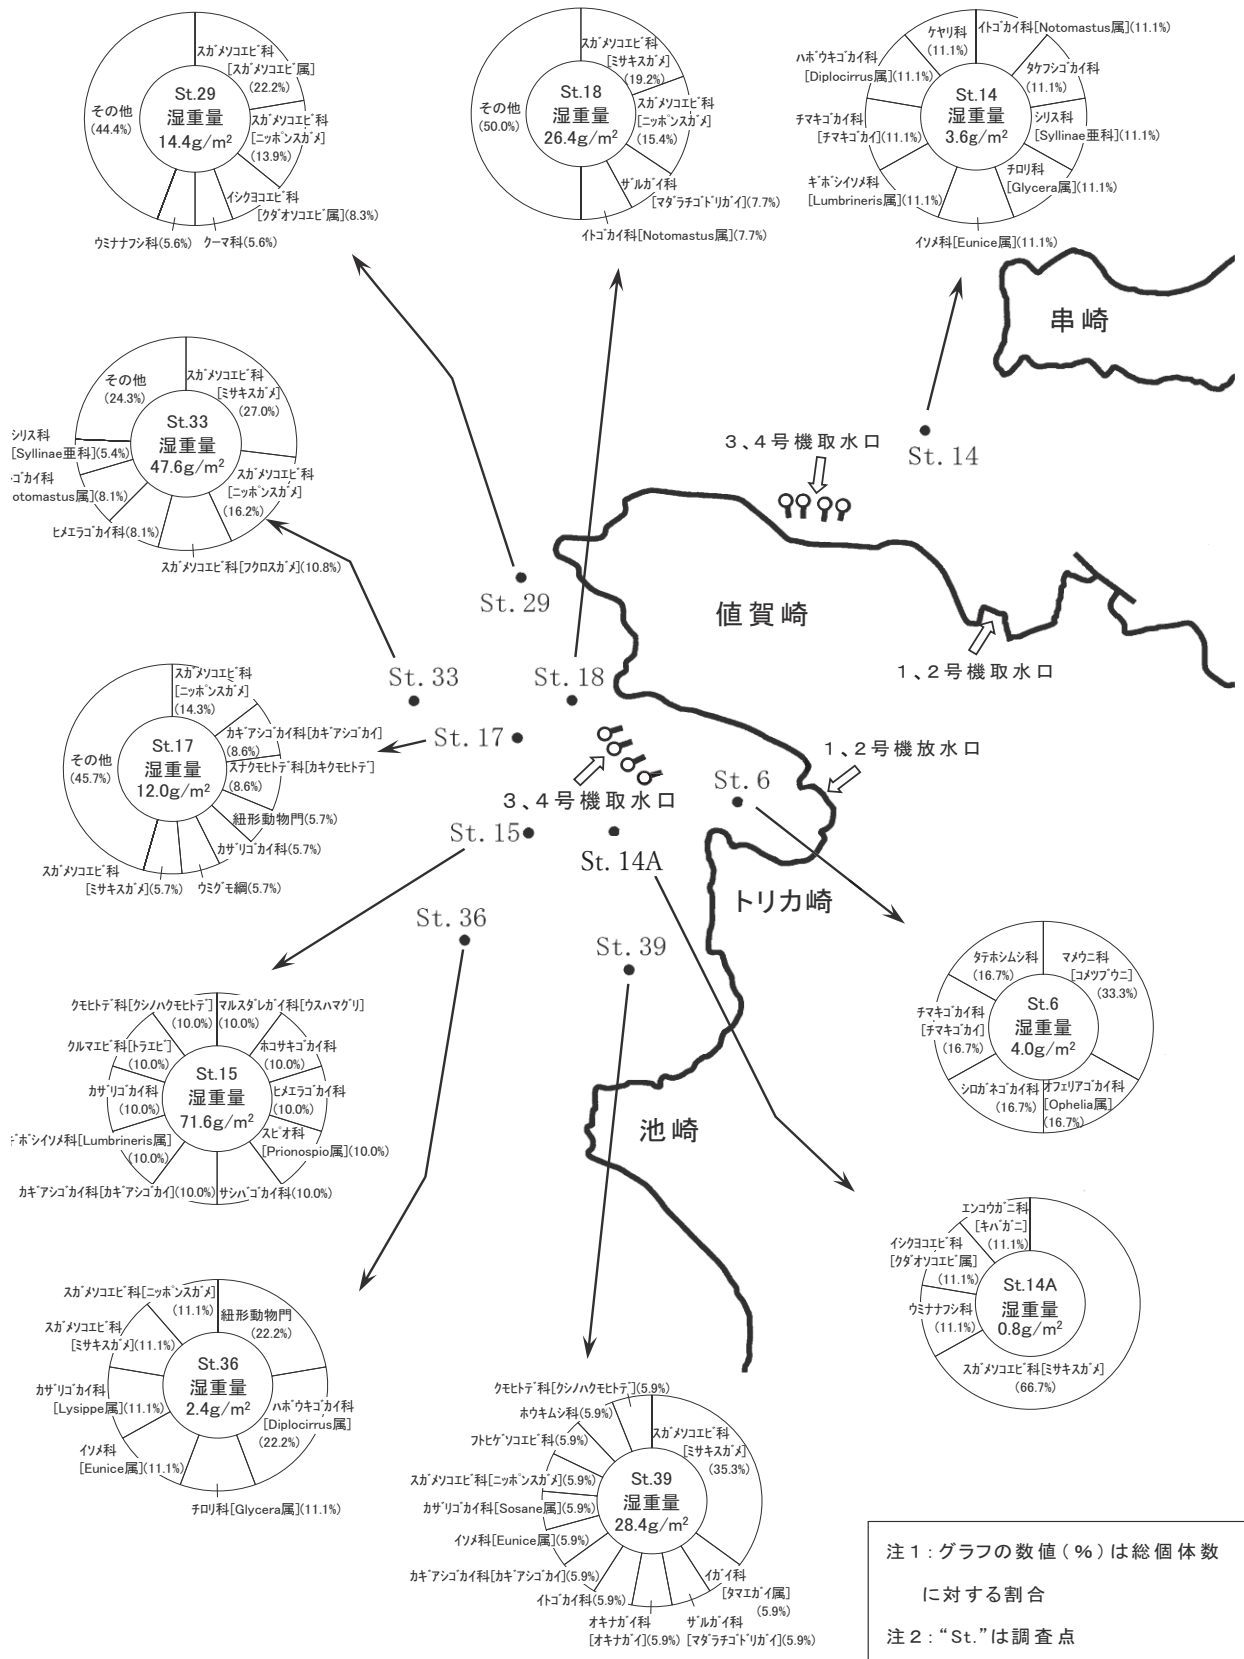 スガメソコエビ科
[スガメソコエビ属]
(22.2%)
スガメソコエビ科
[ニッポンスガメ]
(13.9%)
イシクヨコエビ科
[クダオソコエビ属](8.3%)
クーマ科(5.6%)
ウミナナフシ科(5.6%)
その他
(44.4%)
St.29
湿重量
14.4g/m²
スガメソコエビ科
[ミサキスガメ]
(19.2%)
スガメソコエビ科
[ニッポンスガメ]
(15.4%)
ザルガイ科
[マダラチゴトリガイ](7.7%)
イトゴカイ科[Notomastus属](7.7%)
その他
(50.0%)
St.18
湿重量
26.4g/m²
イトゴカイ科[Notomastus属](11.1%)
タケフシゴカイ科
(11.1%)
シリス科
[Syllinae亜科](11.1%)
チロリ科
[Glycera属](11.1%)
イソメ科[Eunice属](11.1%)
ギボシイソメ科
[Lumbrineris属](11.1%)
チマキゴカイ科
[チマキゴカイ](11.1%)
ハボウキゴカイ科
[Diplocirrus属](11.1%)
ケヤリ科
(11.1%)
St.14
湿重量
3.6g/m²
串崎
スガメソコエビ科
[ミサキスガメ]
(27.0%)
スガメソコエビ科
[ニッポンスガメ]
(16.2%)
スガメソコエビ科[フクロスガメ](10.8%)
ヒメエラゴカイ科(8.1%)
ゴカイ科
otomastus属](8.1%)
シリス科
[Syllinae亜科](5.4%)
その他
(24.3%)
St.33
湿重量
47.6g/m²
3、4号機取水口
St.14
St.29
値賀崎
1、2号機取水口
St.33
St.18
St.17
1、2号機放水口
St.6
3、4号機取水口
St.15
St.14A
トリカ崎
St.36
St.39
池崎
スガメソコエビ科
[ニッポンスガメ]
(14.3%)
カギアシゴカイ科[カギアシゴカイ]
(8.6%)
スナクモヒトデ科[カキクモヒトデ]
(8.6%)
紐形動物門
(5.7%)
カザリゴカイ科(5.7%)
ウミグモ綱(5.7%)
スガメソコエビ科
[ミサキスガメ](5.7%)
その他
(45.7%)
St.17
湿重量
12.0g/m²
マメウニ科
[コメツブウニ]
(33.3%)
オフェリアゴカイ科
[Ophelia属]
(16.7%)
シロガネゴカイ科
(16.7%)
チマキゴカイ科
[チマキゴカイ]
(16.7%)
タテホシムシ科
(16.7%)
St.6
湿重量
4.0g/m²
マルスダレガイ科[ウスハマグリ]
(10.0%)
ホコサキゴカイ科
(10.0%)
ヒメエラゴカイ科
(10.0%)
スピオ科
[Prionospio属](10.0%)
サシバゴカイ科(10.0%)
カギアシゴカイ科[カギアシゴカイ](10.0%)
ギボシイソメ科[Lumbrineris属]
(10.0%)
カザリゴカイ科
(10.0%)
クルマエビ科[トラエビ]
(10.0%)
クモヒトデ科[クシノハクモヒトデ]
(10.0%)
St.15
湿重量
71.6g/m²
スガメソコエビ科[ミサキスガメ]
(66.7%)
ウミナナフシ科
(11.1%)
イシクヨコエビ科
[クダオソコエビ属]
(11.1%)
エンコウガニ科
[キバガニ]
(11.1%)
St.14A
湿重量
0.8g/m²
紐形動物門
(22.2%)
ハボウキゴカイ科
[Diplocirrus属]
(22.2%)
チロリ科[Glycera属](11.1%)
イソメ科
[Eunice属](11.1%)
カザリゴカイ科
[Lysippe属](11.1%)
スガメソコエビ科
[ミサキスガメ](11.1%)
スガメソコエビ科[ニッポンスガメ]
(11.1%)
St.36
湿重量
2.4g/m²
スガメソコエビ科
[ミサキスガメ]
(35.3%)
イガイ科
[タマエガイ属]
(5.9%)
ザルガイ科
[マダラチゴトリガイ](5.9%)
オキナガイ科
[オキナガイ](5.9%)
イトゴカイ科(5.9%)
カギアシゴカイ科[カギアシゴカイ](5.9%)
イソメ科[Eunice属](5.9%)
カザリゴカイ科[Sosane属](5.9%)
スガメソコエビ科[ニッポンスガメ](5.9%)
フトヒゲソコエビ科(5.9%)
ホウキムシ科(5.9%)
クモヒトデ科[クシノハクモヒトデ](5.9%)
St.39
湿重量
28.4g/m²
注1：グラフの数値(%)は総個体数
に対する割合
注2：“St.”は調査点